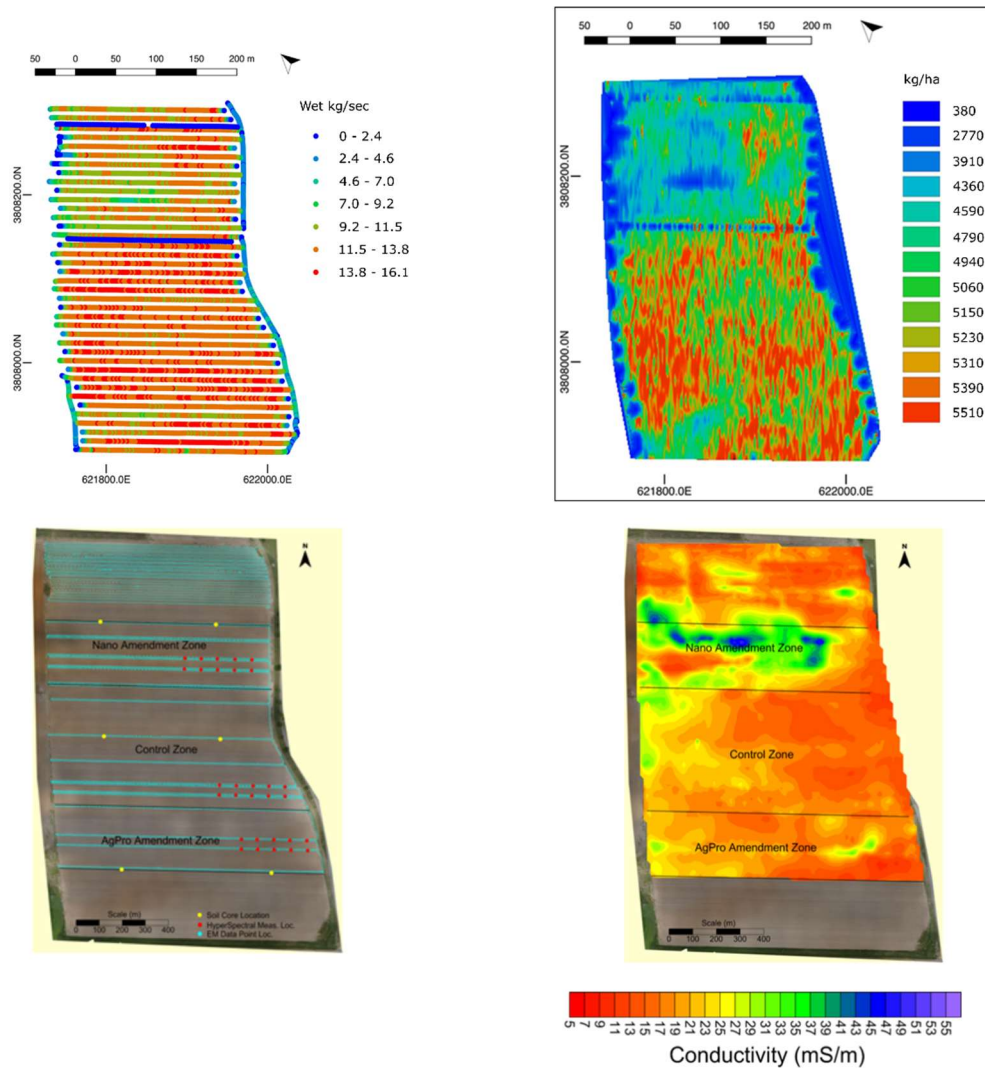 50 0 50 100 150 200 m
Wet kg/sec
0 - 2.4
2.4 - 4.6
4.6 - 7.0
7.0 - 9.2
9.2 - 11.5
11.5 - 13.8
13.8 - 16.1
3808200.0N
3808000.0N
621800.0E 622000.0E
50 0 50 100 150 200 m
kg/ha
380
2770
3910
4360
4590
4790
4940
5060
5150
5230
5310
5390
5510
3808200.0N
3808000.0N
621800.0E 622000.0E
N
Nano Amendment Zone
Control Zone
AgPro Amendment Zone
Scale (m)
0 100 200 300 400
Soil Core Location
HyperSpectral Meas. Loc.
EM Data Point Loc.
N
Nano Amendment Zone
Control Zone
AgPro Amendment Zone
Scale (m)
0 100 200 300 400
5 7 9 11 13 15 17 19 21 23 25 27 29 31 33 35 37 39 41 43 45 47 49 51 53 55
Conductivity (mS/m)